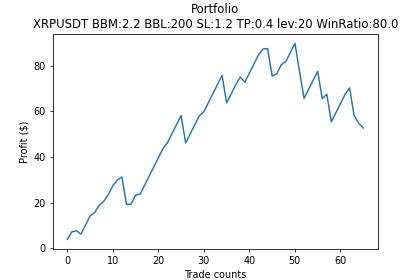 Portfolio
XRPUSDT BBM:2.2 BBL:200 SL:1.2 TP:0.4 lev:20 WinRatio:80.0
80
60
40
20
0
Profit ($)
0 10 20 30 40 50 60
Trade counts